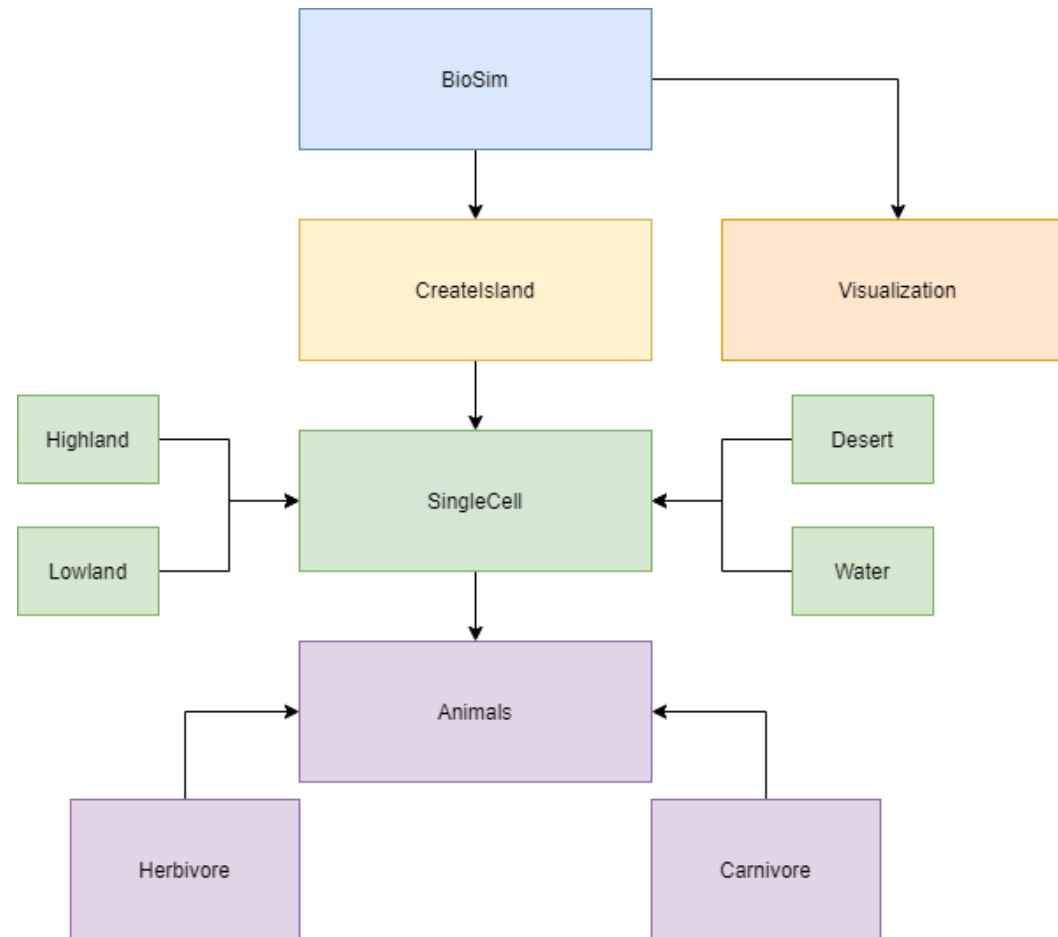 BioSim
CreateIsland
Visualization
Highland
Desert
SingleCell
Lowland
Water
Animals
Herbivore
Carnivore